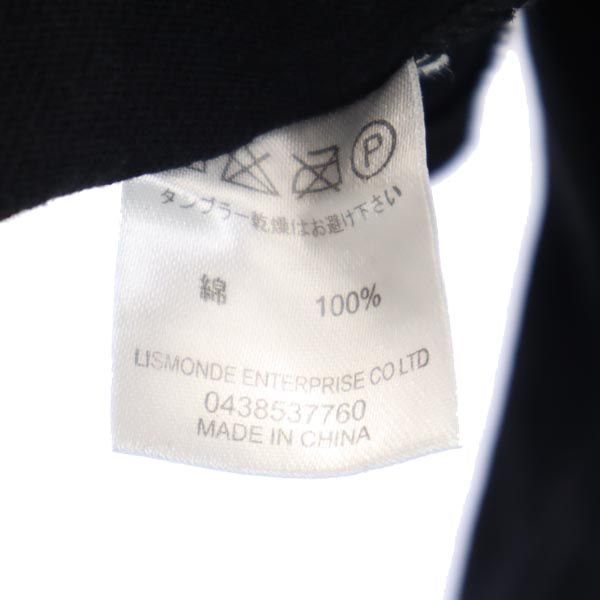 P
タンブラー乾燥はお避け下さい
綿 100%
LISMONDE ENTERPRISE CO LTD
0438537760
MADE IN CHINA